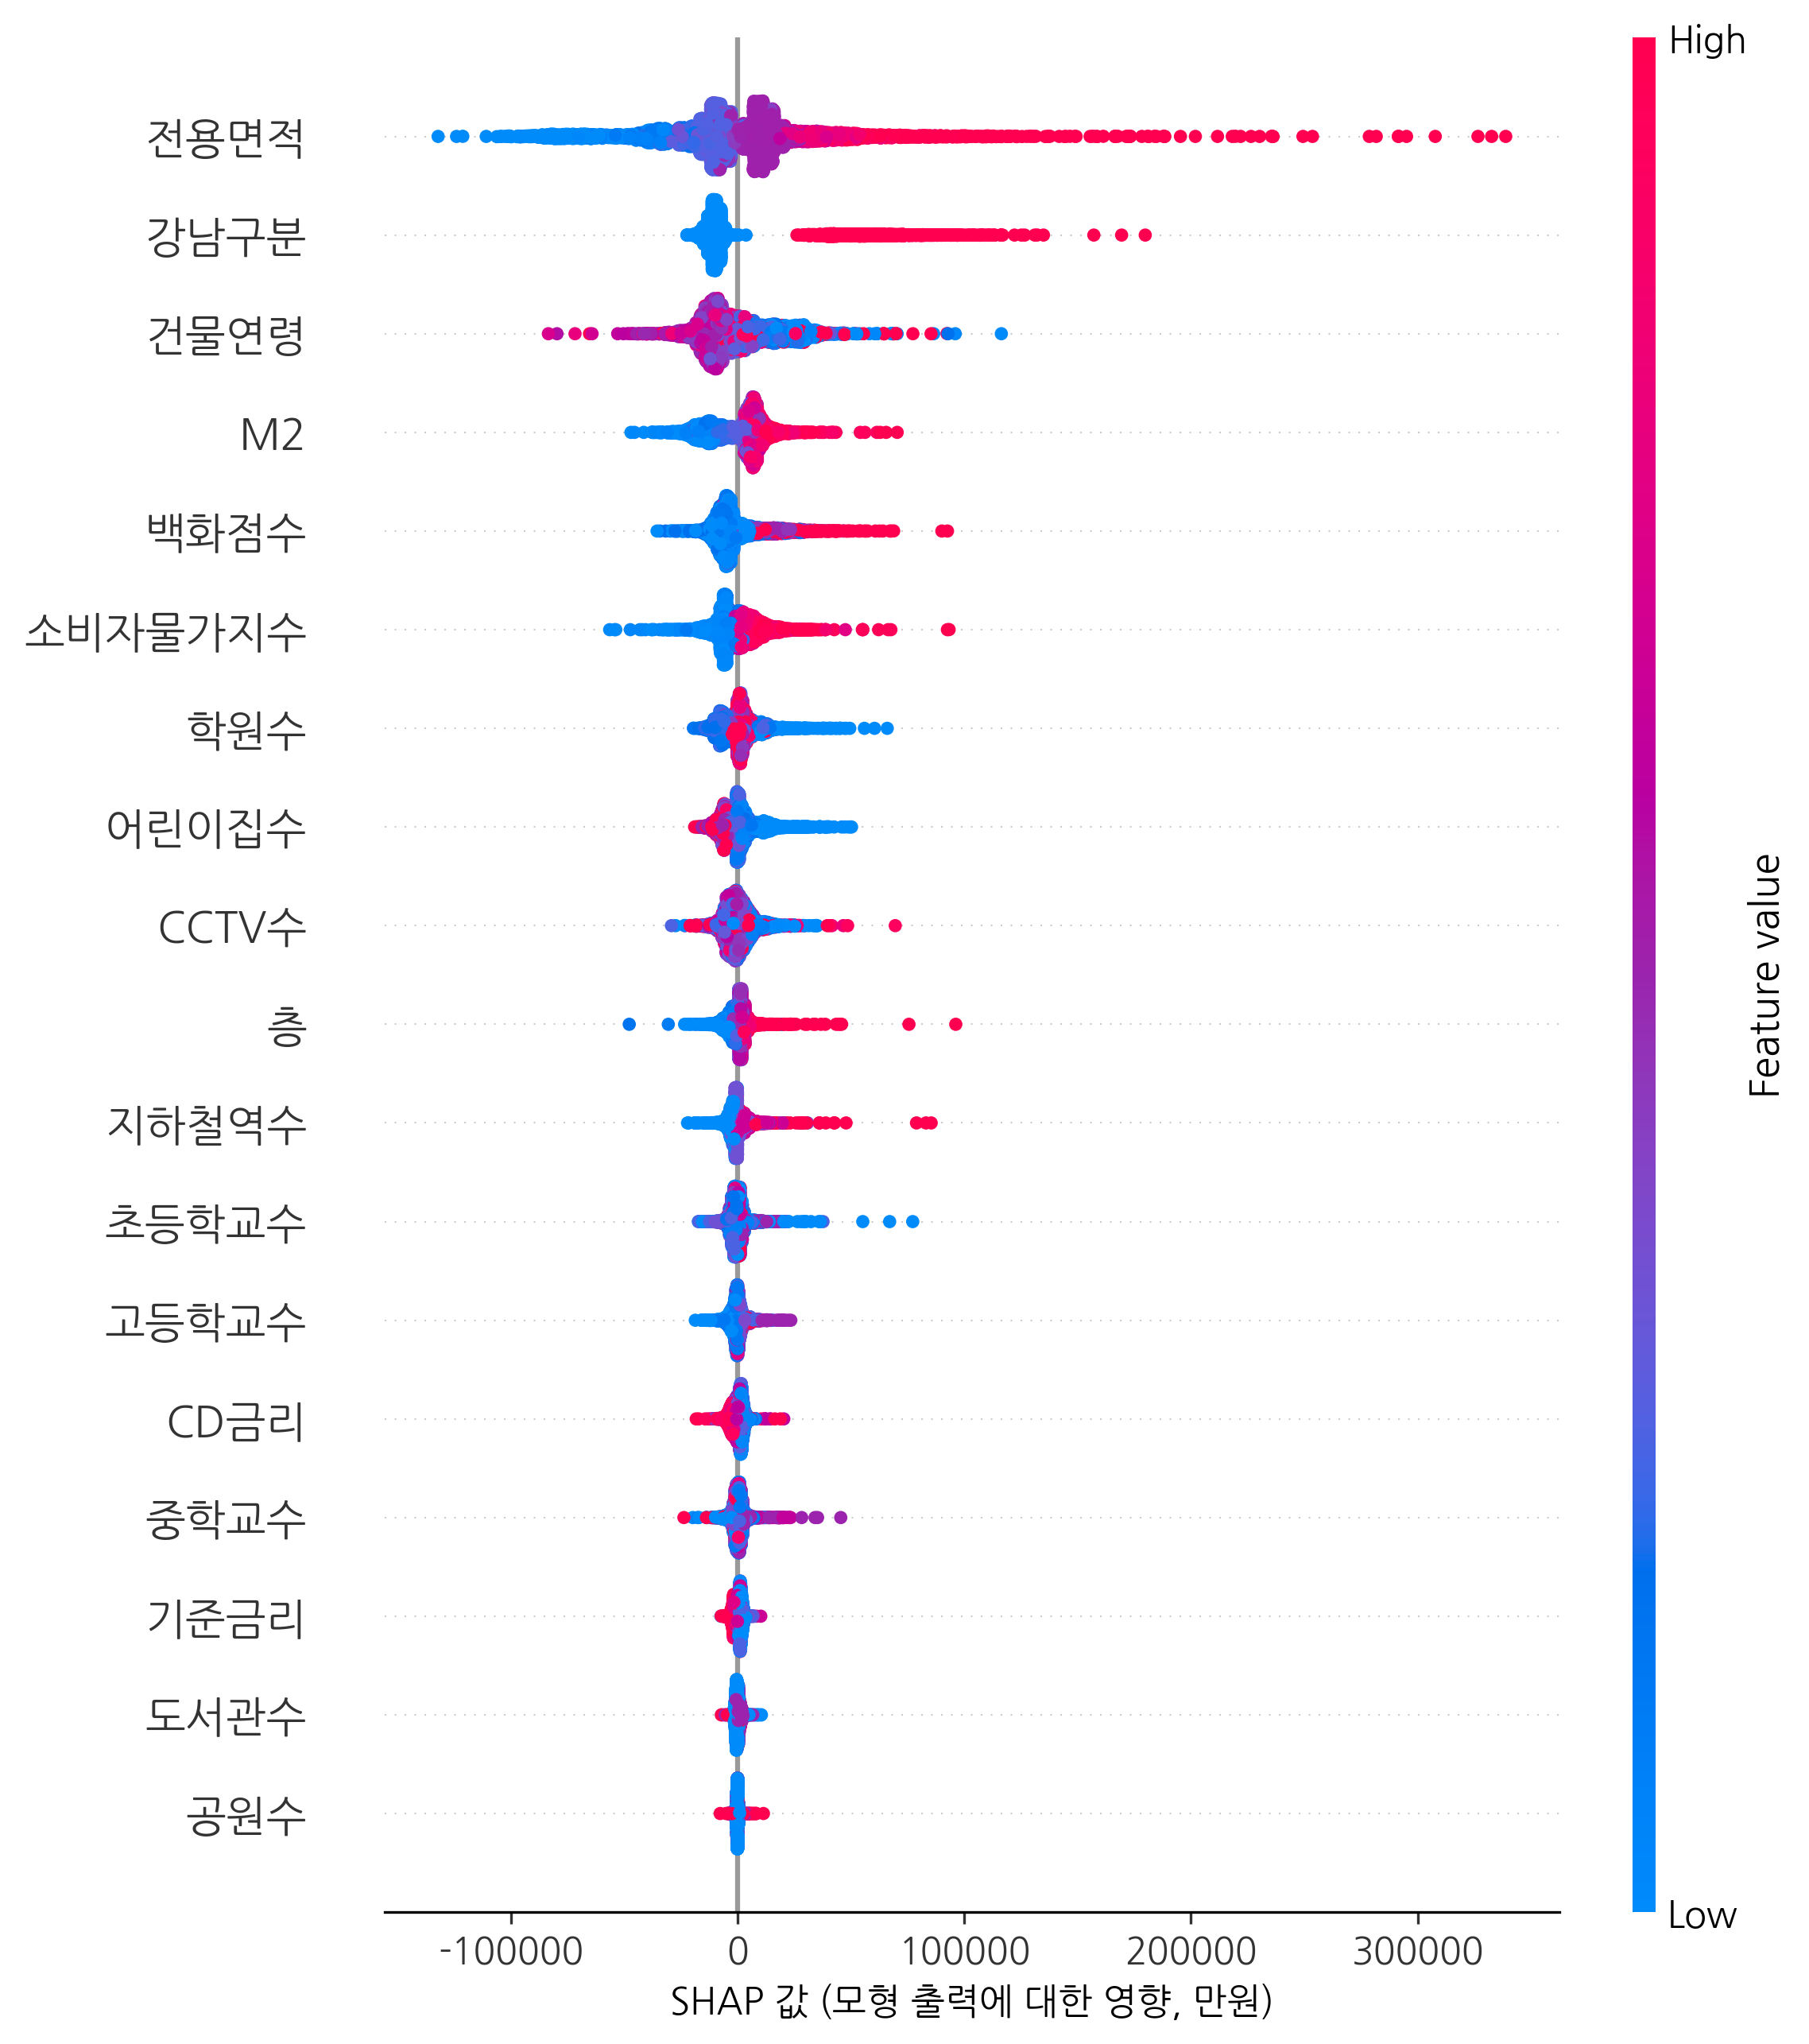 High
전용면적
강남구분
건물연령
M2
백화점수
소비자물가지수
학원수
어린이집수
CCTV수
층
지하철역수
초등학교수
고등학교수
CD금리
중학교수
기준금리
도서관수
공원수
Feature value
Low
-100000 0 100000 200000 300000
SHAP 값 (모형 출력에 대한 영향, 만원)